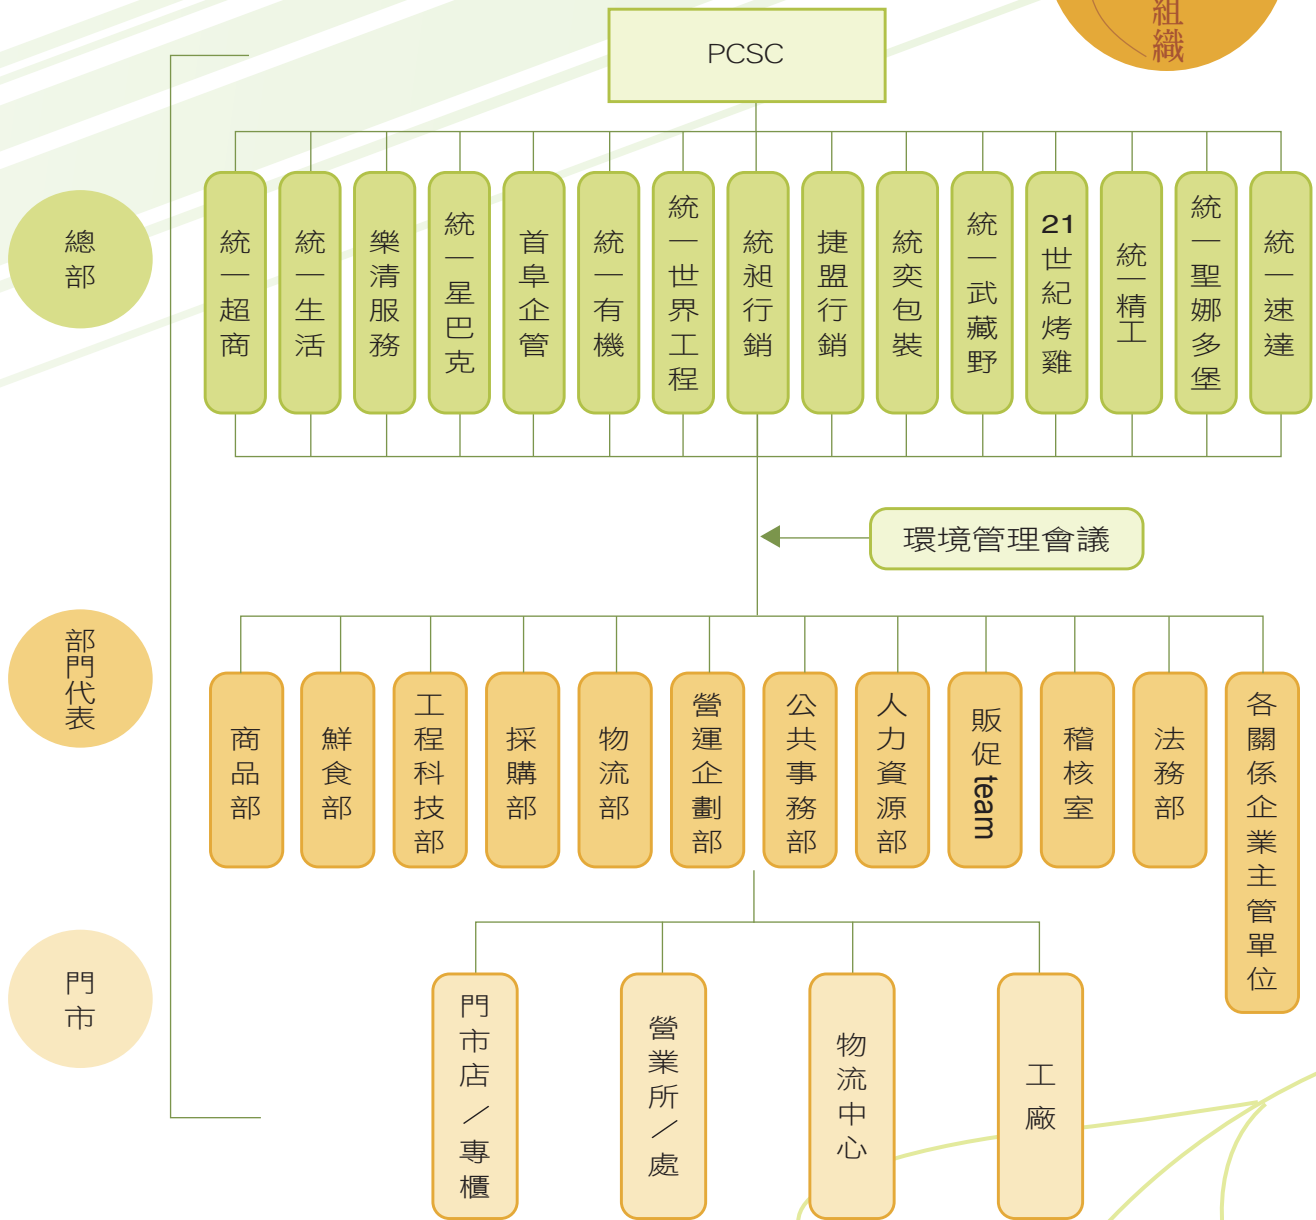 組織
PCSC
總部
統一超商
統一生活
樂清服務
統一星巴克
首阜企管
統一有機
統一世界工程
統昶行銷
捷盟行銷
統奕包裝
統一武藏野
21世紀烤雞
統一精工
統一聖娜多堡
統一速達
環境管理會議
部門代表
商品部
鮮食部
工程科技部
採購部
物流部
營運企劃部
公共事務部
人力資源部
販促team
稽核室
法務部
各關係企業主管單位
門市
門市店／專櫃
營業所／處
物流中心
工廠